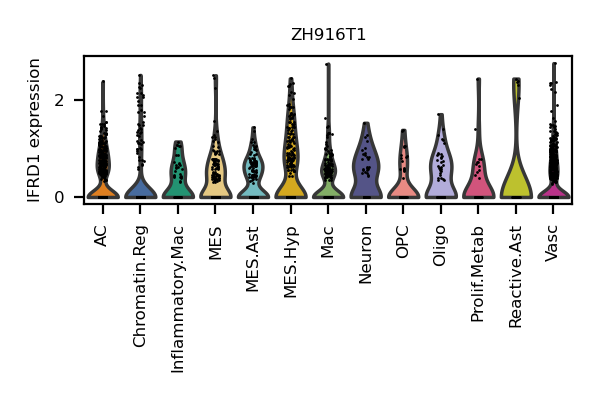 ZH916T1
IFRD1 expression
2
0
AC
Chromatin.Reg
Inflammatory.Mac
MES
MES.Ast
MES.Hyp
Mac
Neuron
OPC
Oligo
Prolif.Metab
Reactive.Ast
Vasc